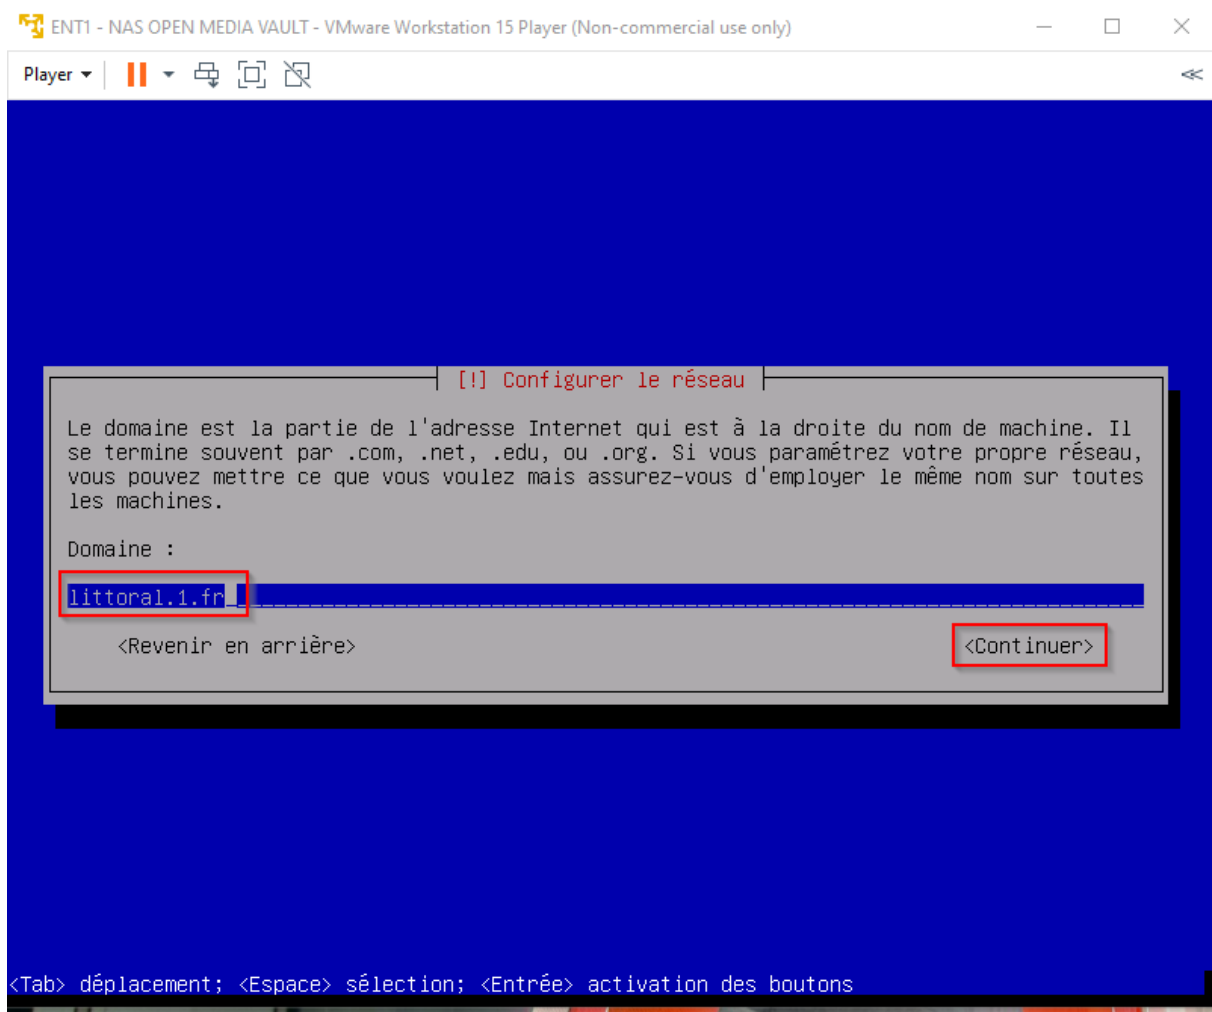 ENT1 - NAS OPEN MEDIA VAULT - VMware Workstation 15 Player (Non-commercial use only)
Player
[!] Configurer le réseau
Le domaine est la partie de l'adresse Internet qui est à la droite du nom de machine. Il
se termine souvent par .com, .net, .edu, ou .org. Si vous paramétrez votre propre réseau,
vous pouvez mettre ce que vous voulez mais assurez-vous d'employer le même nom sur toutes
les machines.
Domaine :
littoral.1.fr
<Revenir en arrière> <Continuer>
<Tab> déplacement; <Espace> sélection; <Entrée> activation des boutons